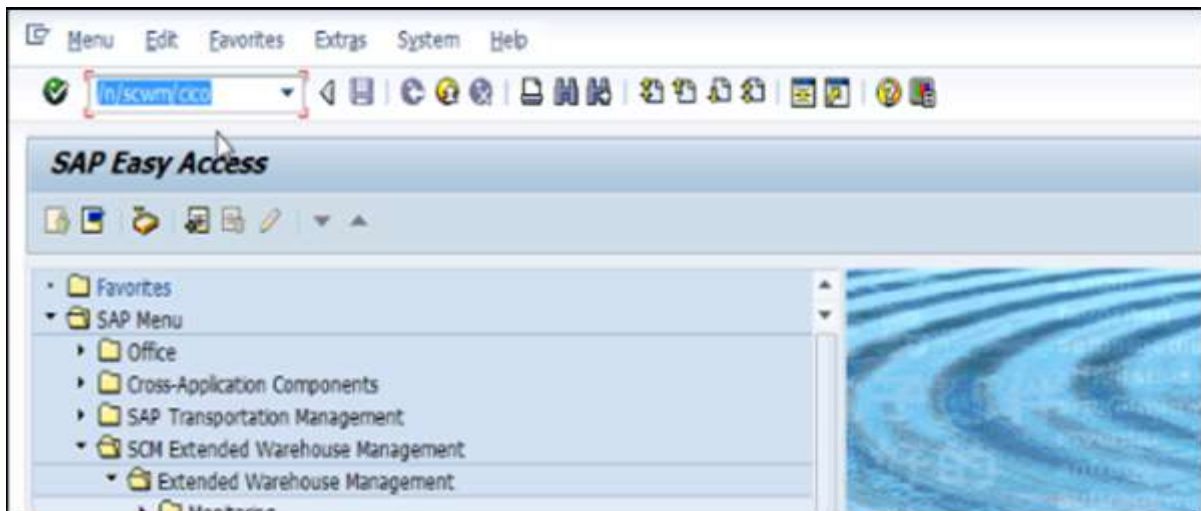 Menu Edit Favorites Extras System Help
/n/scwm/cico
SAP Easy Access
Favorites
SAP Menu
Office
Cross-Application Components
SAP Transportation Management
SCM Extended Warehouse Management
Extended Warehouse Management
Monitoring